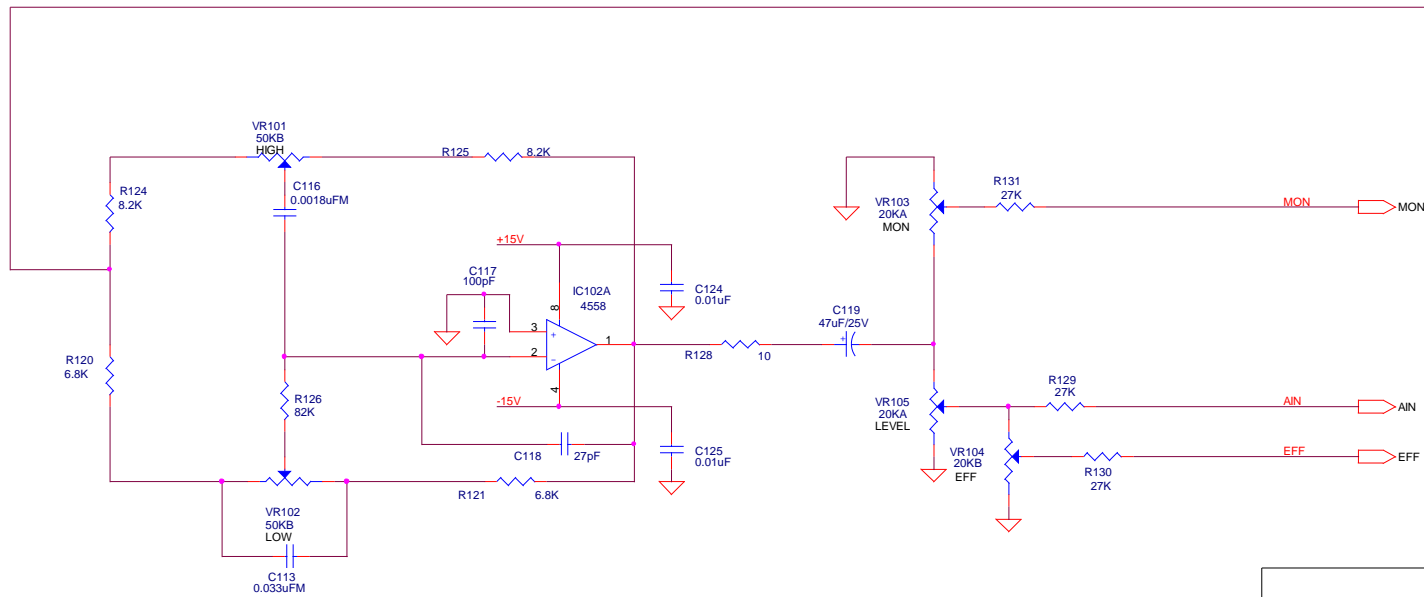 VR101
50KB
HIGH
R125
8.2K
R124
8.2K
C116
0.0018uFM
R131
27K
MON
MON
VR103
20KA
MON
+15V
C117
100pF
IC102A
4558
8
3
+
2
-
1
4
C124
0.01uF
C119
47uF/25V
+
R128
10
R120
6.8K
R126
82K
-15V
R129
27K
AIN
AIN
VR105
20KA
LEVEL
C118
27pF
C125
0.01uF
VR104
20KB
EFF
EFF
EFF
R130
27K
R121
6.8K
VR102
50KB
LOW
C113
0.033uFM